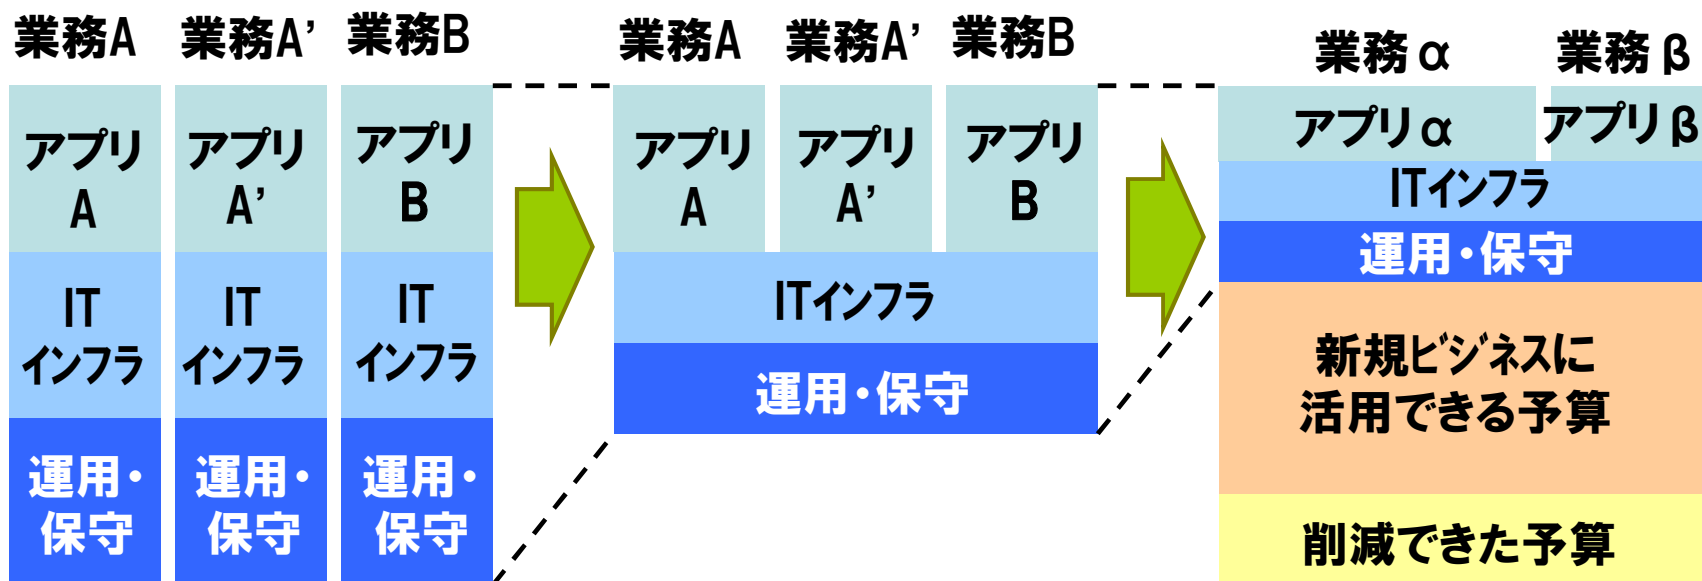 業務A
業務A’
業務B
アプリ
A
アプリ
A’
アプリ
B
IT
インフラ
IT
インフラ
IT
インフラ
運用・
保守
運用・
保守
運用・
保守
業務A
業務A’
業務B
アプリ
A
アプリ
A’
アプリ
B
ITインフラ
運用・保守
業務α
業務β
アプリα
アプリβ
ITインフラ
運用・保守
新規ビジネスに
活用できる予算
削減できた予算